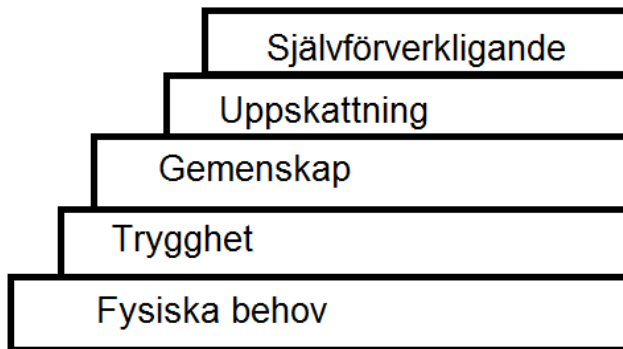 Självförverkligande
Uppskattning
Gemenskap
Trygghet
Fysiska behov